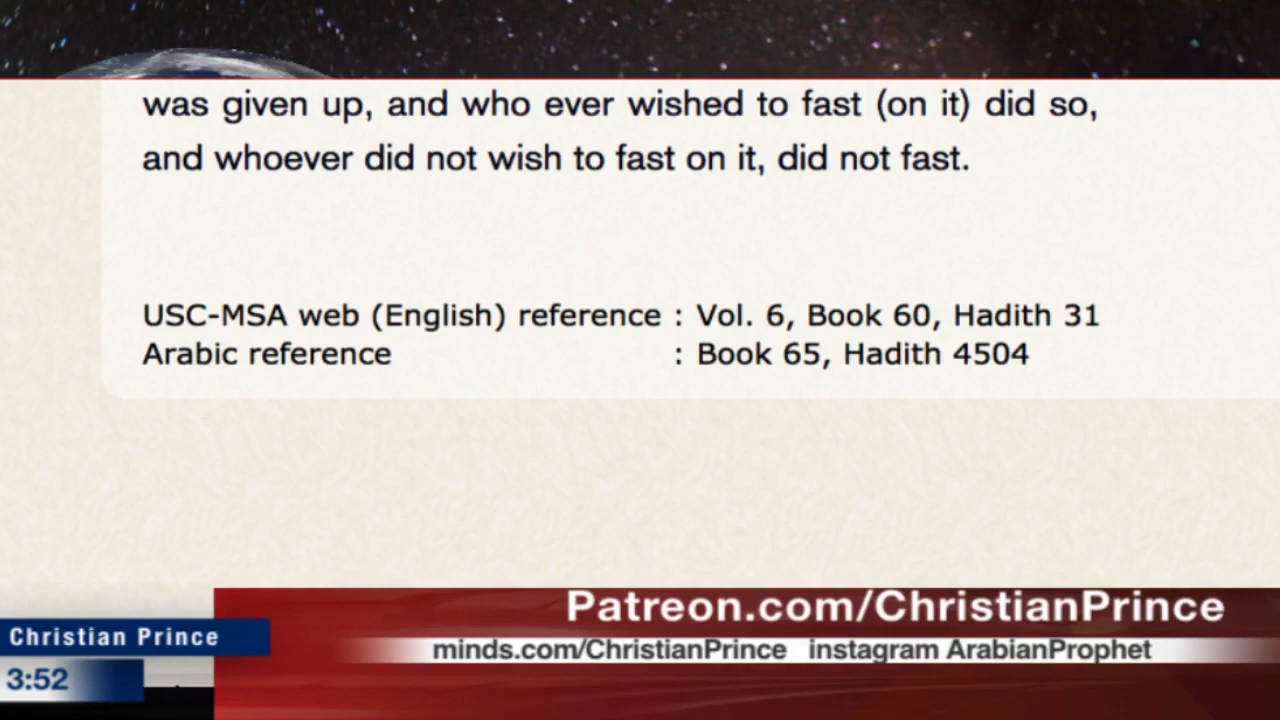 was given up, and who ever wished to fast (on it) did so,
and whoever did not wish to fast on it, did not fast.
USC-MSA web (English) reference : Vol. 6, Book 60, Hadith 31
Arabic reference : Book 65, Hadith 4504
Patreon.com/ChristianPrince
Christian Prince
minds.com/ChristianPrince instagram ArabianProphet
3:52